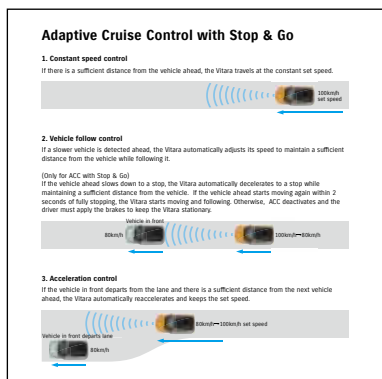 Adaptive Cruise Control with Stop & Go
1. Constant speed control
If there is a sufficient distance from the vehicle ahead, the Vitara travels at the constant set speed.
100km/h
set speed
2. Vehicle follow control
If a slower vehicle is detected ahead, the Vitara automatically adjusts its speed to maintain a sufficient
distance from the vehicle while following it.
(Only for ACC with Stop & Go)
If the vehicle ahead slows down to a stop, the Vitara automatically decelerates to a stop while
maintaining a sufficient distance from the vehicle. If the vehicle ahead starts moving again within 2
seconds of fully stopping, the Vitara starts moving and following. Otherwise, ACC deactivates and the
driver must apply the brakes to keep the Vitara stationary.
Vehicle in front
80km/h
100km/h→80km/h
3. Acceleration control
If the vehicle in front departs from the lane and there is a sufficient distance from the next vehicle
ahead, the Vitara automatically reaccelerates and keeps the set speed.
80km/h→100km/h set speed
Vehicle in front departs lane
80km/h